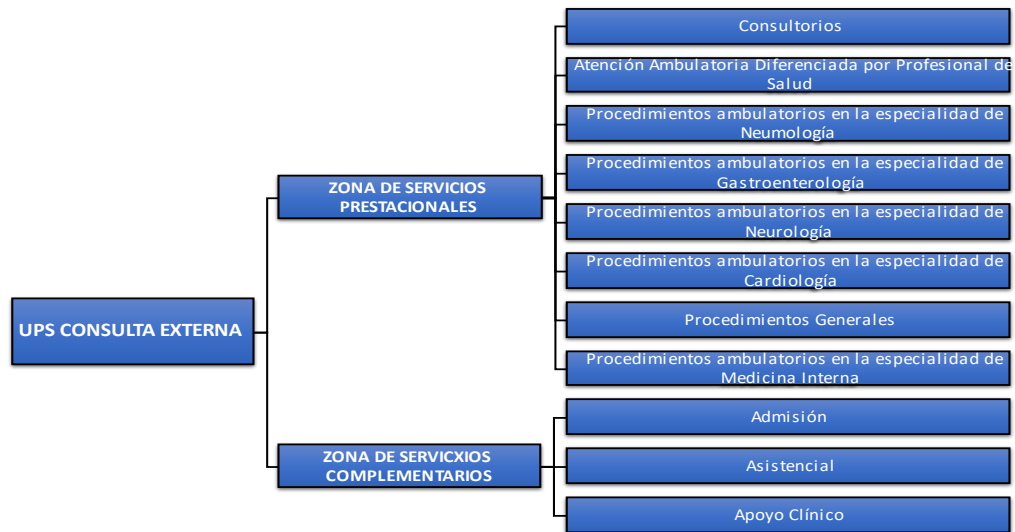 Consultorios
Atención Ambulatoria Diferenciada por Profesional de
Salud
Procedimientos ambulatorios en la especialidad de
Neumología
Procedimientos ambulatorios en la especialidad de
Gastroenterología
ZONA DE SERVICIOS
PRESTACIONALES
Procedimientos ambulatorios en la especialidad de
Neurología
Procedimientos ambulatorios en la especialidad de
Cardiología
Procedimientos Generales
UPS CONSULTA EXTERNA
Procedimientos ambulatorios en la especialidad de
Medicina Interna
Admisión
ZONA DE SERVICXIOS
COMPLEMENTARIOS
Asistencial
Apoyo Clínico